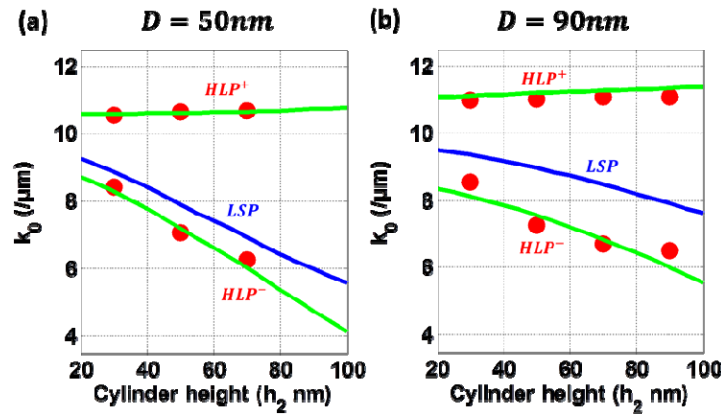 (a) D = 50nm
(b) D = 90nm
12
10
8
6
4
k₀ (/μm)
HLP⁺
LSP
HLP⁻
20 40 60 80 100
Cylinder height (h₂ nm)
12
10
8
6
4
k₀ (/μm)
HLP⁺
LSP
HLP⁻
20 40 60 80 100
Cylinder height (h₂ nm)